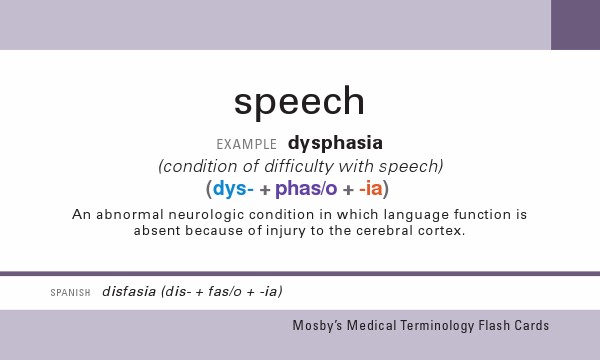 speech
EXAMPLE dysphasia
(condition of difficulty with speech)
(dys- + phas/o + -ia)
An abnormal neurologic condition in which language function is
absent because of injury to the cerebral cortex.
SPANISH disfasia (dis- + fas/o + -ia)
Mosby's Medical Terminology Flash Cards